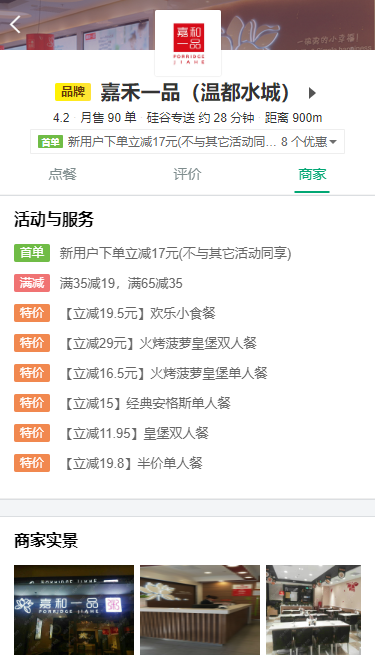 嘉和
一品
PORRIDGE
JIAHE
品牌 嘉禾一品（温都水城）
4.2 月售 90 单 硅谷专送 约 28 分钟 距离 900m
首单 新用户下单立减17元(不与其它活动同... 8 个优惠
点餐 评价 商家
活动与服务
首单 新用户下单立减17元(不与其它活动同享)
满减 满35减19，满65减35
特价 【立减19.5元】欢乐小食餐
特价 【立减29元】火烤菠萝皇堡双人餐
特价 【立减16.5元】火烤菠萝皇堡单人餐
特价 【立减15】经典安格斯单人餐
特价 【立减11.95】皇堡双人餐
特价 【立减19.8】半价单人餐
商家实景
嘉和一品
PORRIDGE JIAHE